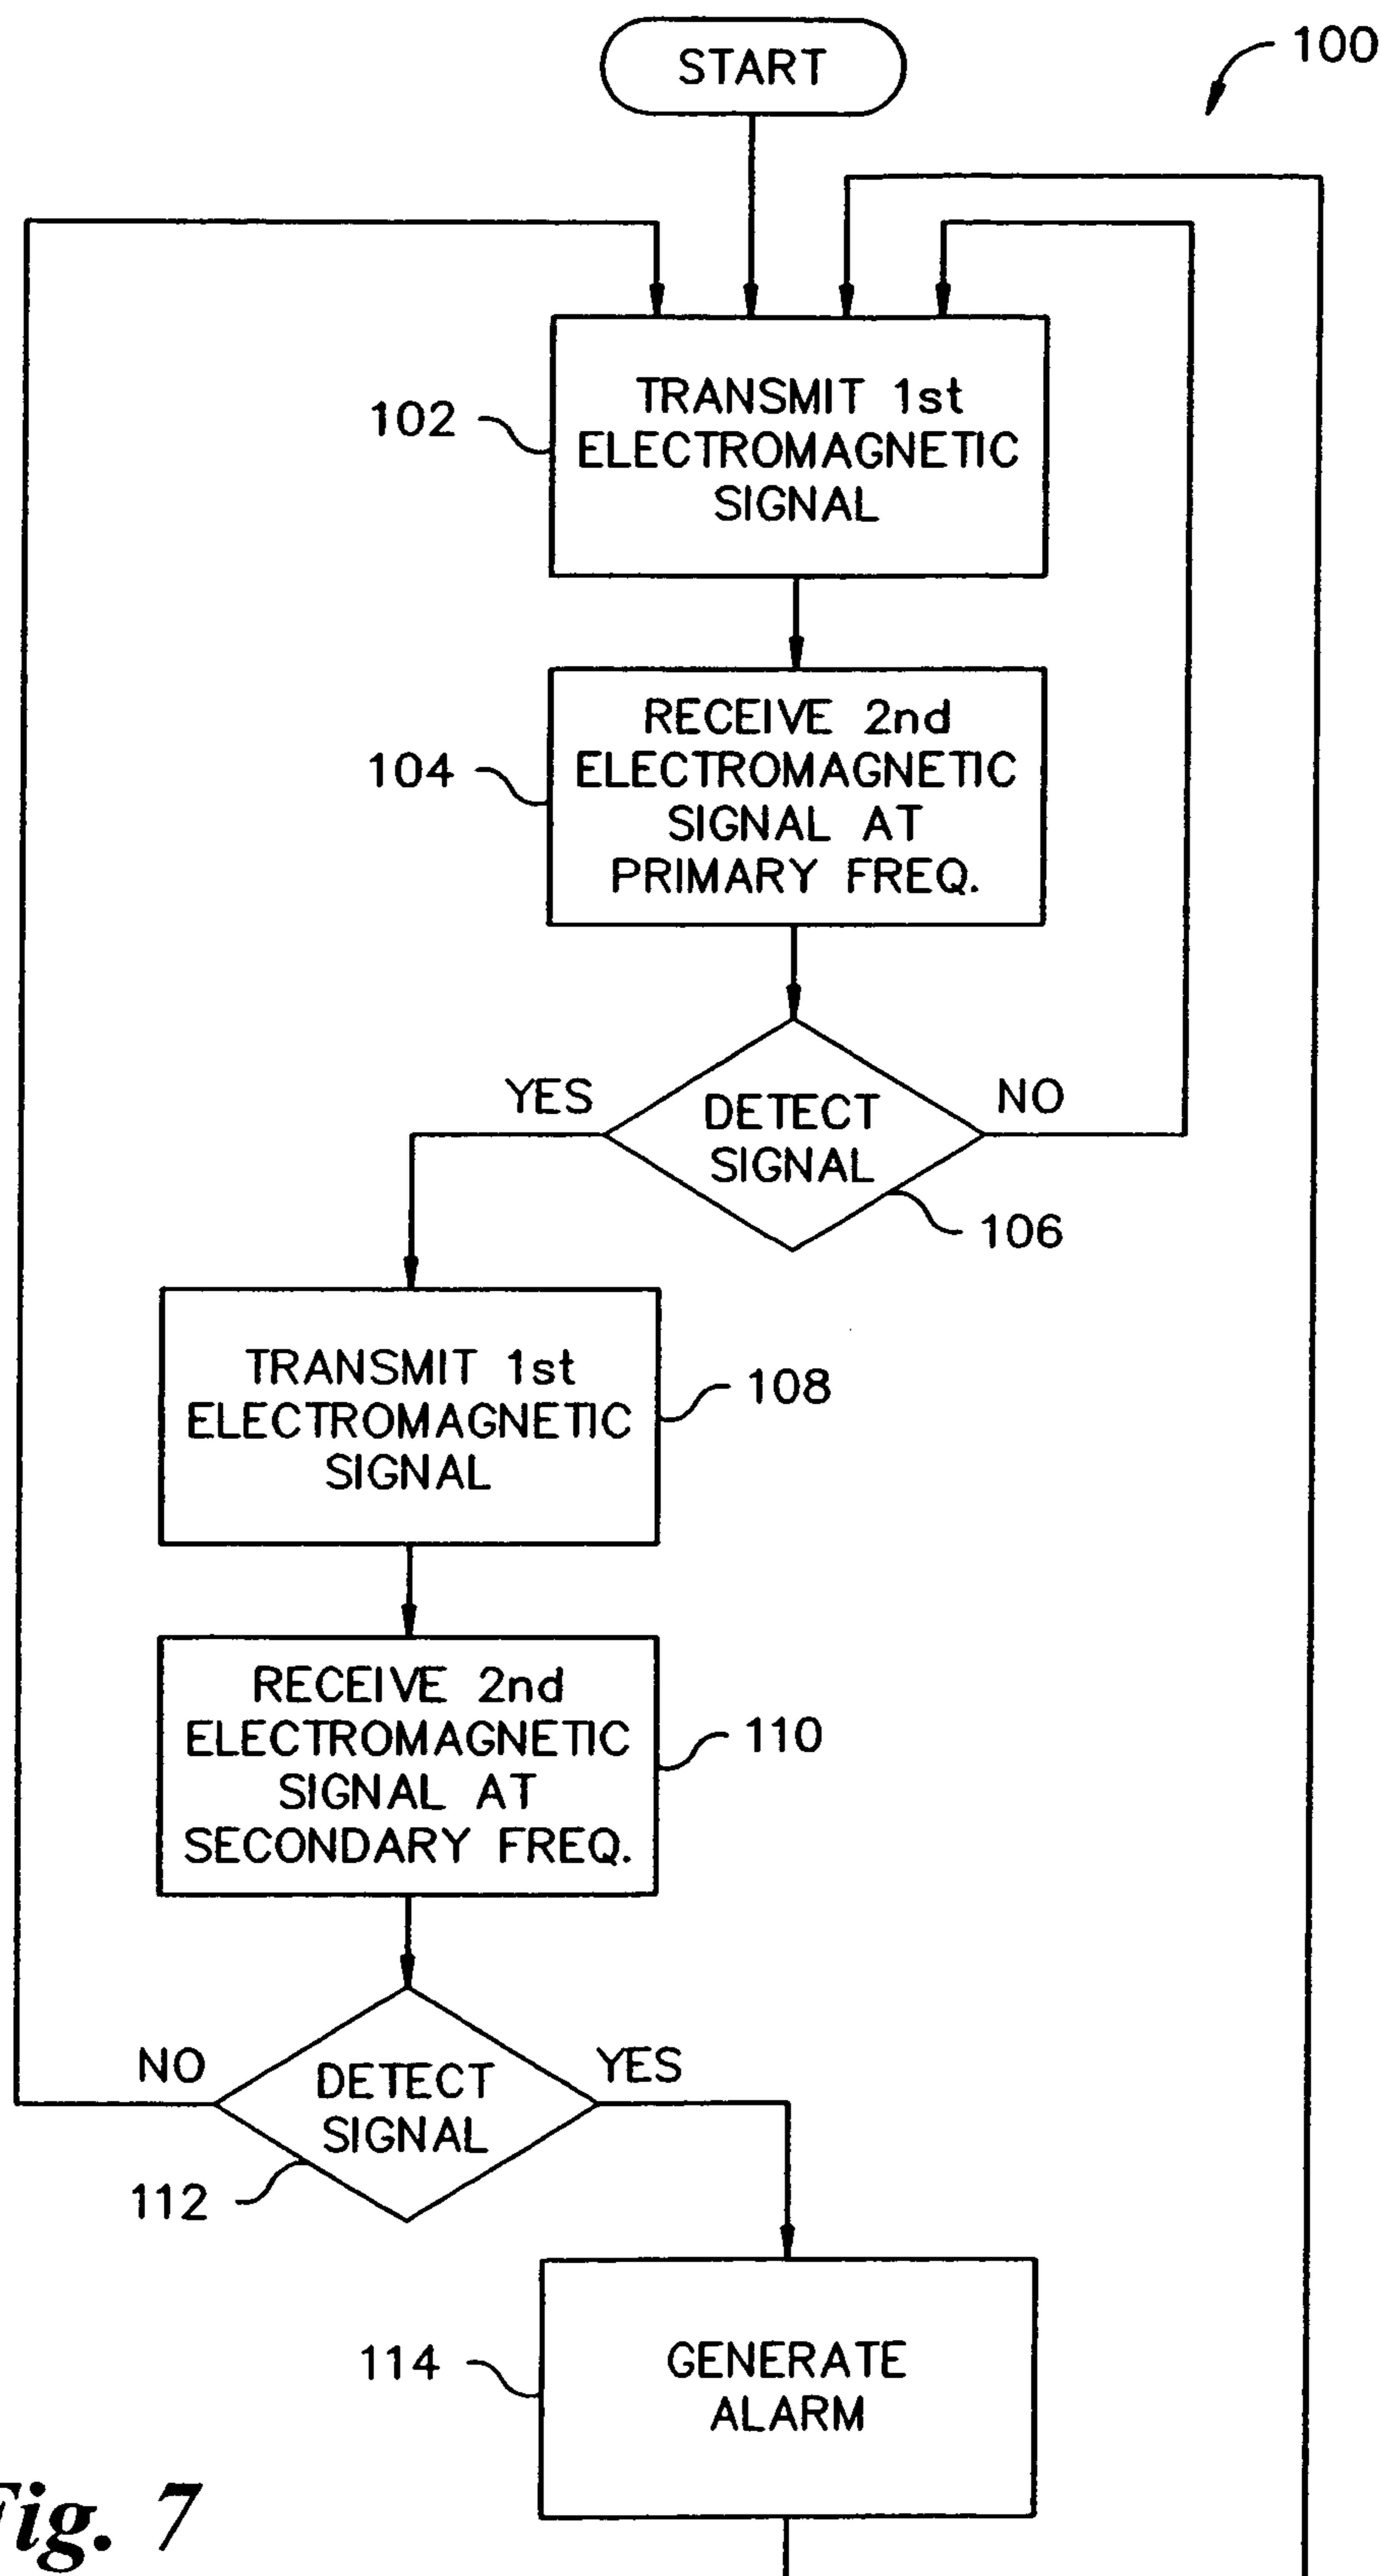 START
100
102
TRANSMIT 1st
ELECTROMAGNETIC
SIGNAL
104
RECEIVE 2nd
ELECTROMAGNETIC
SIGNAL AT
PRIMARY FREQ.
YES
DETECT
SIGNAL
NO
106
TRANSMIT 1st
ELECTROMAGNETIC
SIGNAL
108
RECEIVE 2nd
ELECTROMAGNETIC
SIGNAL AT
SECONDARY FREQ.
110
NO
DETECT
SIGNAL
YES
112
114
GENERATE
ALARM
Fig. 7